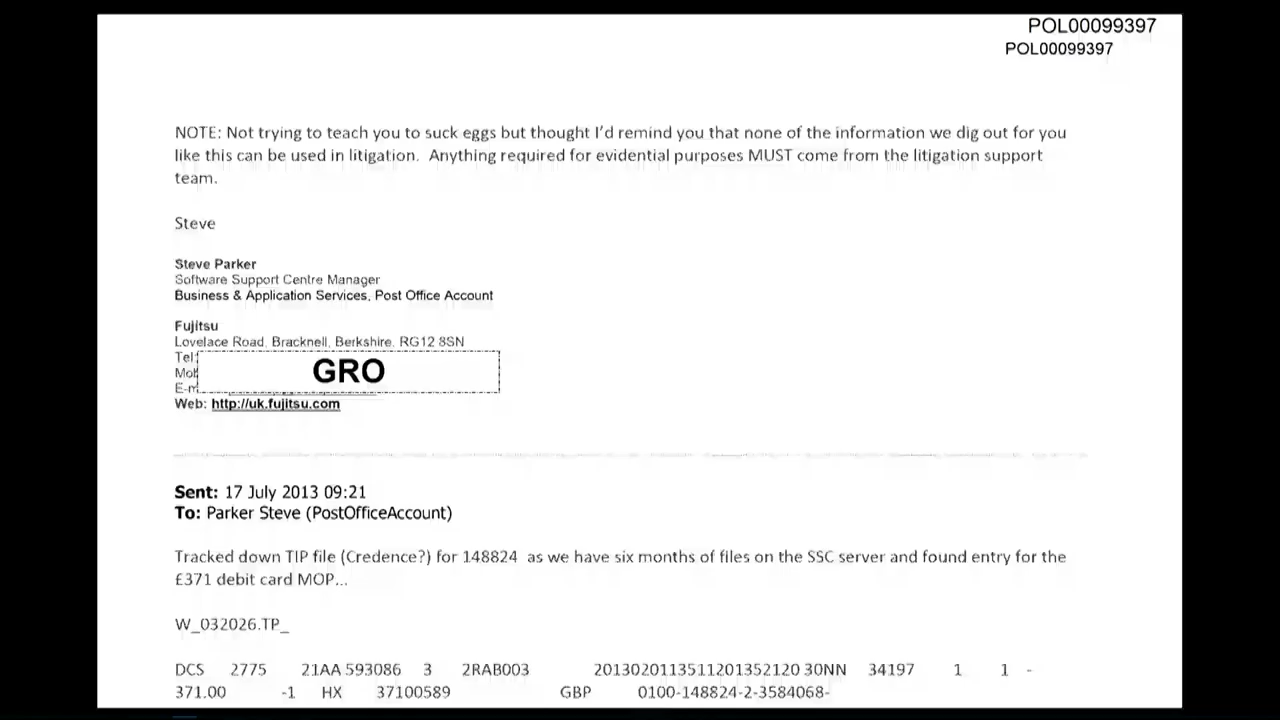 POL00099397
POL00099397
NOTE: Not trying to teach you to suck eggs but thought I'd remind you that none of the information we dig out for you
like this can be used in litigation. Anything required for evidential purposes MUST come from the litigation support
team.
Steve
Steve Parker
Software Support Centre Manager
Business & Application Services, Post Office Account
Fujitsu
Lovelace Road, Bracknell, Berkshire. RG12 8SN
Tel:
GRO
Mob
E-m
Web: http://uk.fujitsu.com
Sent: 17 July 2013 09:21
To: Parker Steve (PostOfficeAccount)
Tracked down TIP file (Credence?) for 148824 as we have six months of files on the SSC server and found entry for the
£371 debit card MOP...
W_032026.TP_
DCS 2775 21AA 593086 3 2RAB003 2013020113511201352120 30NN 34197 1 1 -
371.00 -1 HX 37100589 GBP 0100-148824-2-3584068-